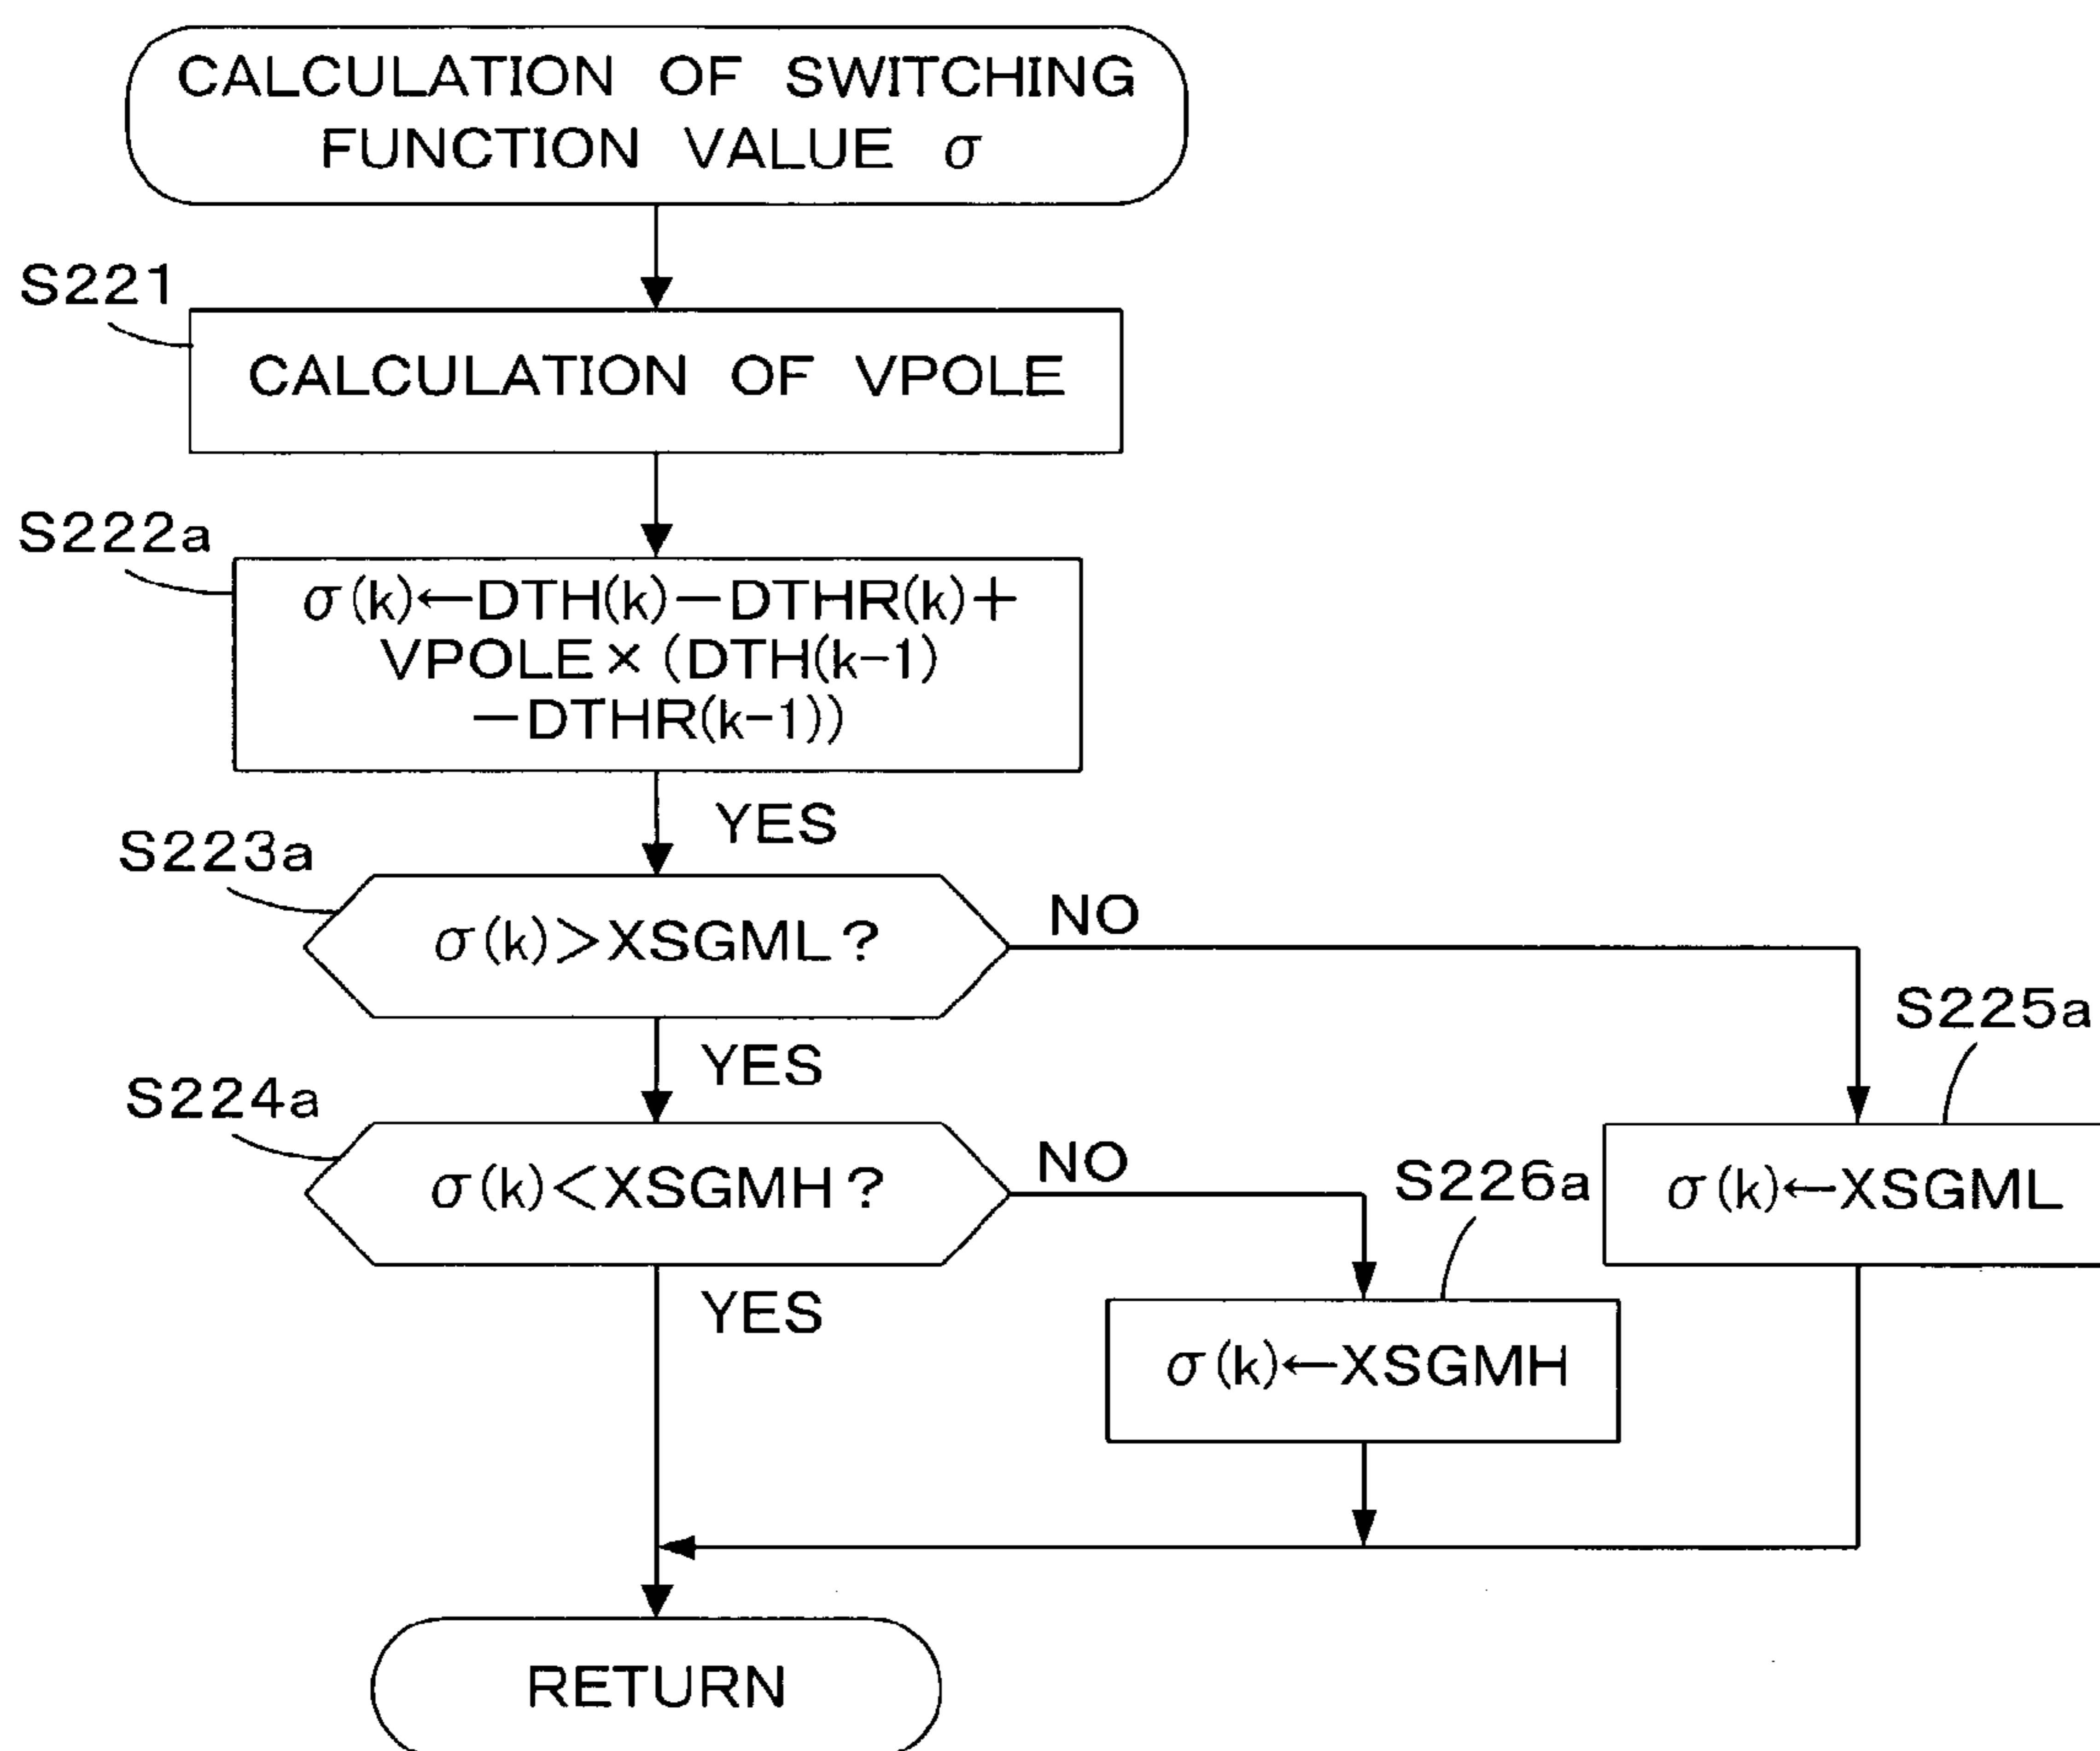 CALCULATION OF SWITCHING
FUNCTION VALUE σ
S221
CALCULATION OF VPOLE
S222a
σ(k)←DTH(k)−DTHR(k)+
VPOLE×(DTH(k-1)
−DTHR(k-1))
YES
S223a
σ(k)>XSGML?
NO
S225a
YES
S224a
σ(k)<XSGMH?
NO
S226a
σ(k)←XSGML
YES
σ(k)←XSGMH
RETURN